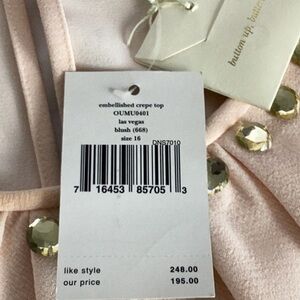 button up, butter
embellished crepe top
OUMU0401
las vegas
blush (668)
size 16
DNS7010
7 16453 85705 3
like style 248.00
our price 195.00